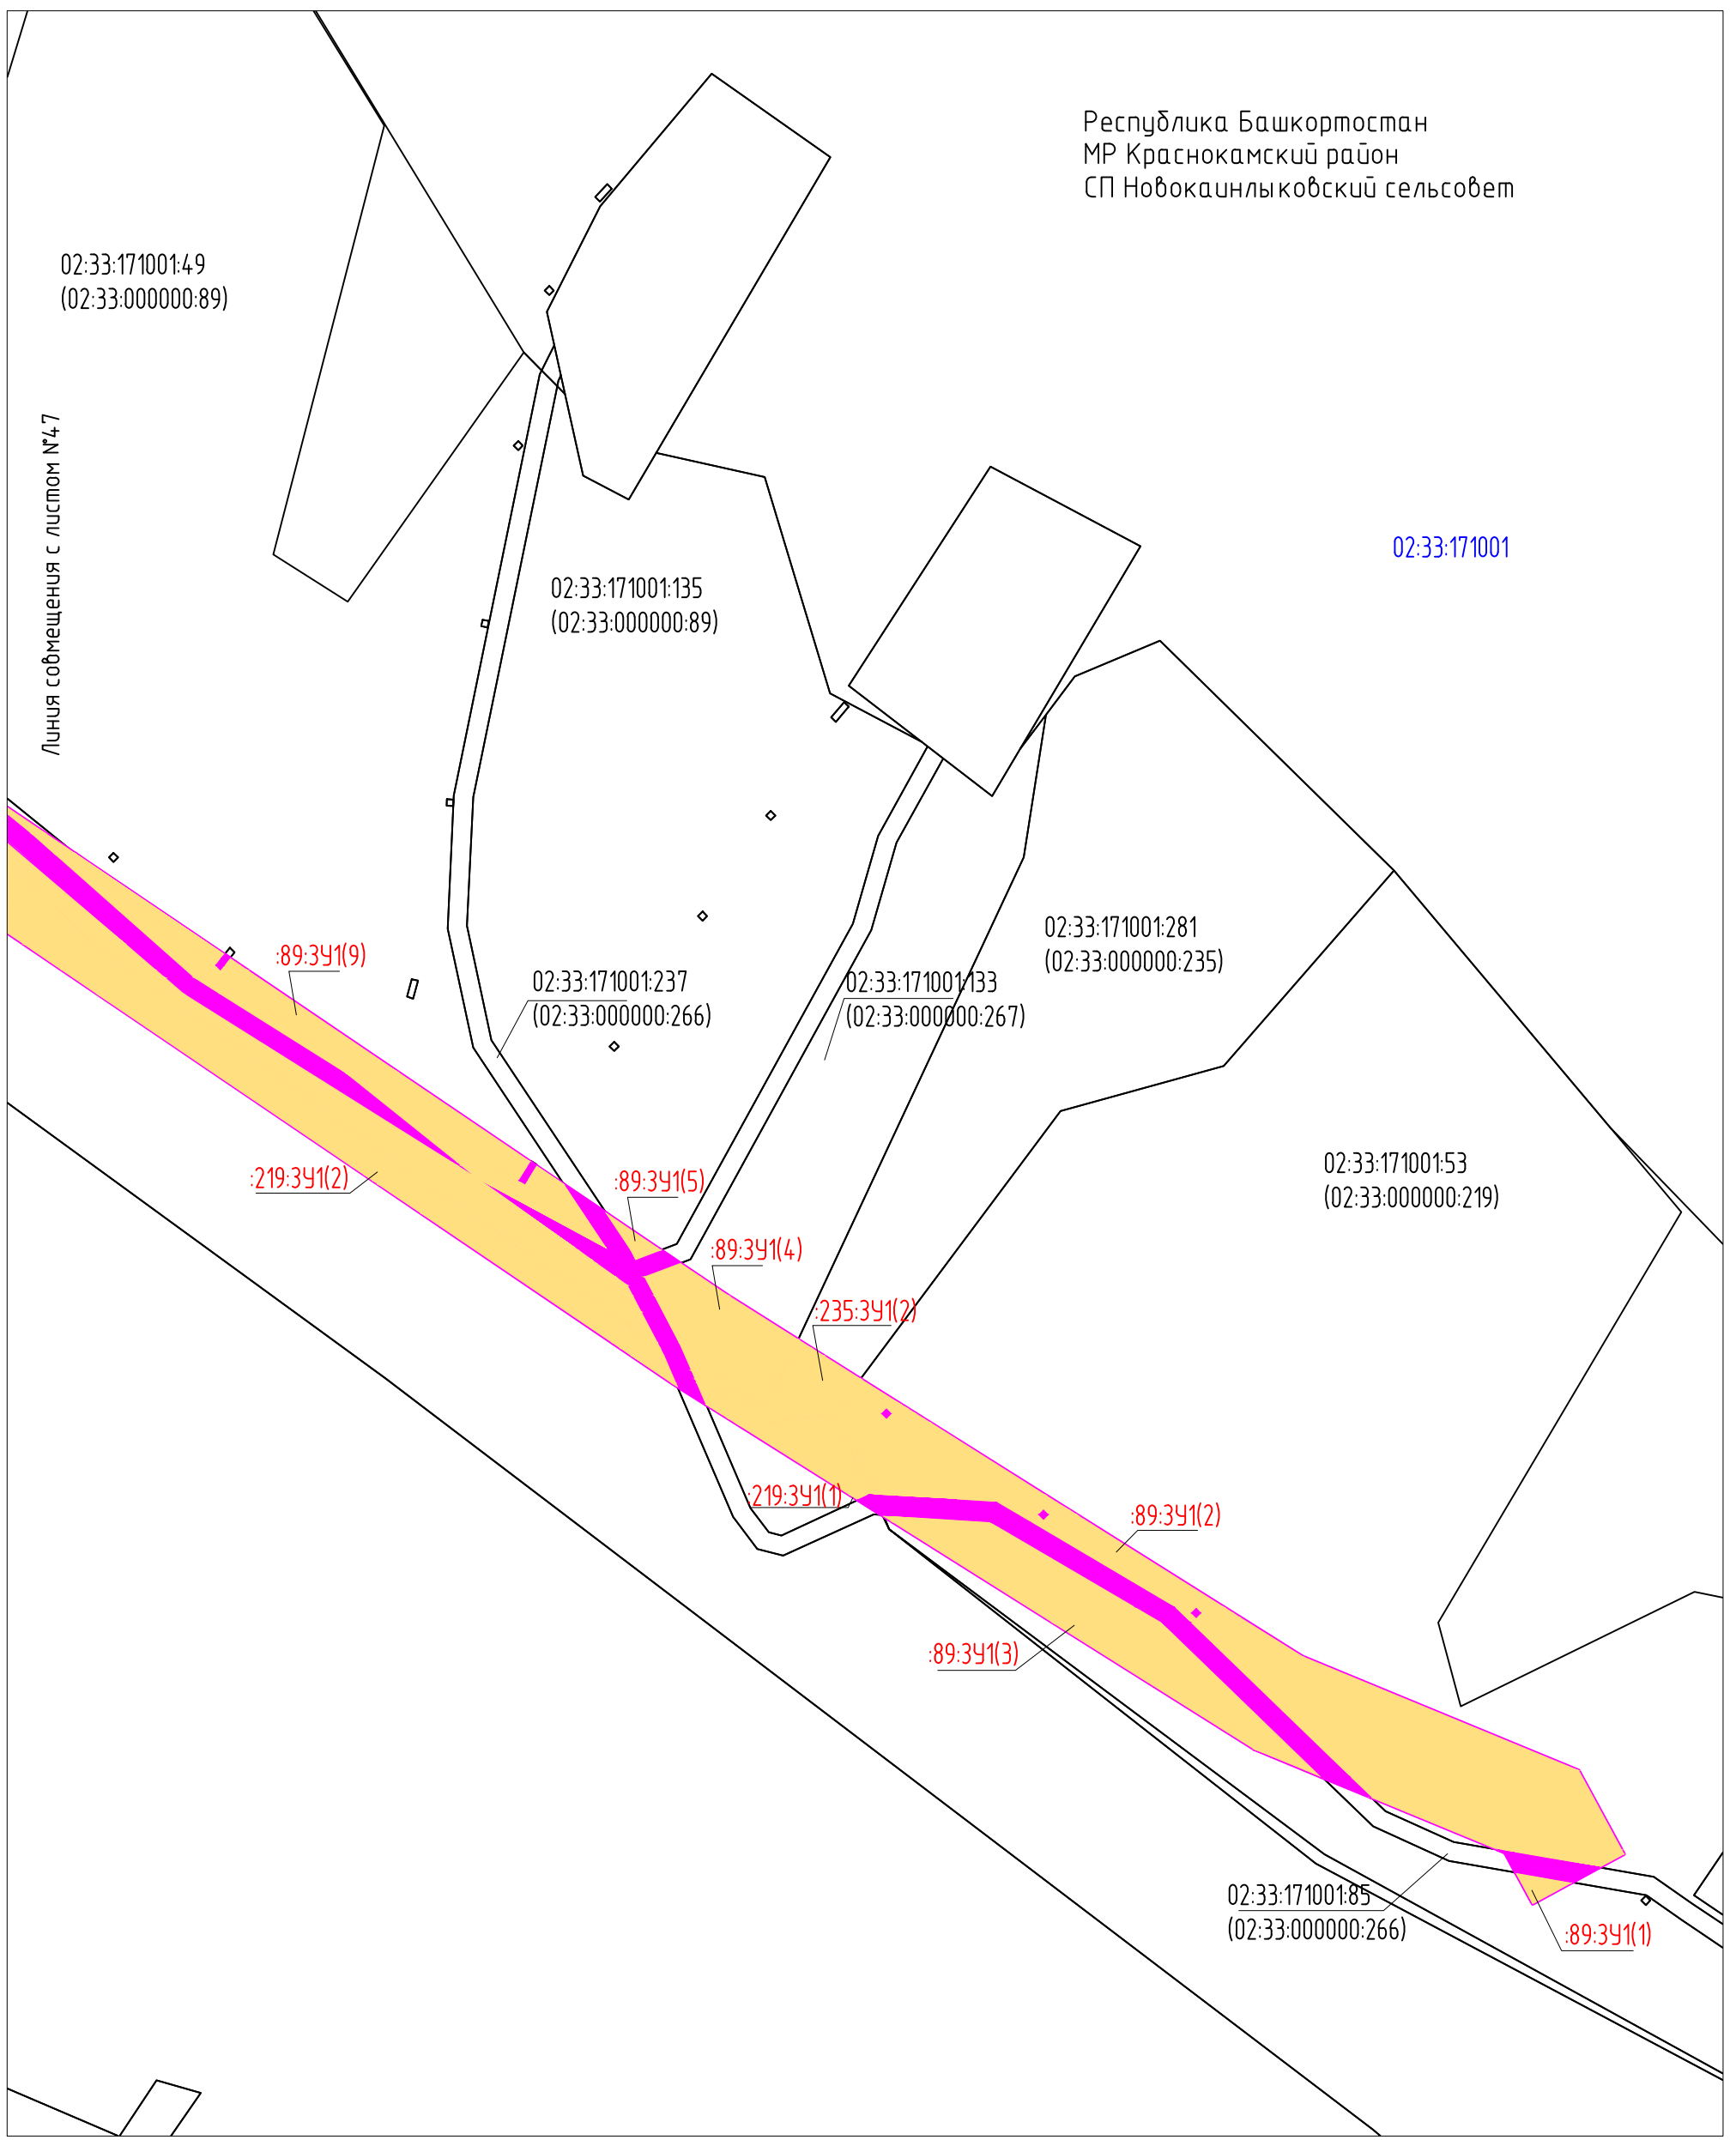 Республика Башкортостан
МР Краснокамский район
СП Новокаинлыковский сельсовет
02:33:171001:49
(02:33:000000:89)
Линия совмещения с листом №47
02:33:171001
02:33:171001:135
(02:33:000000:89)
02:33:171001:281
(02:33:000000:235)
:89:ЗУ1(9)
02:33:171001:237
(02:33:000000:266)
02:33:171001:133
(02:33:000000:267)
:219:ЗУ1(2)
:89:ЗУ1(5)
02:33:171001:53
(02:33:000000:219)
:89:ЗУ1(4)
:235:ЗУ1(2)
:219:ЗУ1(1)
:89:ЗУ1(2)
:89:ЗУ1(3)
02:33:171001:85
(02:33:000000:266)
:89:ЗУ1(1)